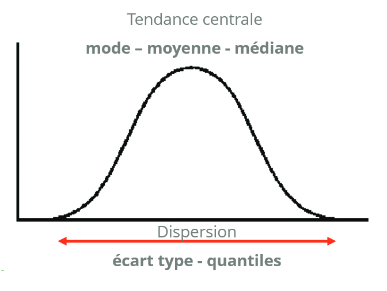 Tendance centrale
mode – moyenne - médiane
Dispersion
écart type - quantiles